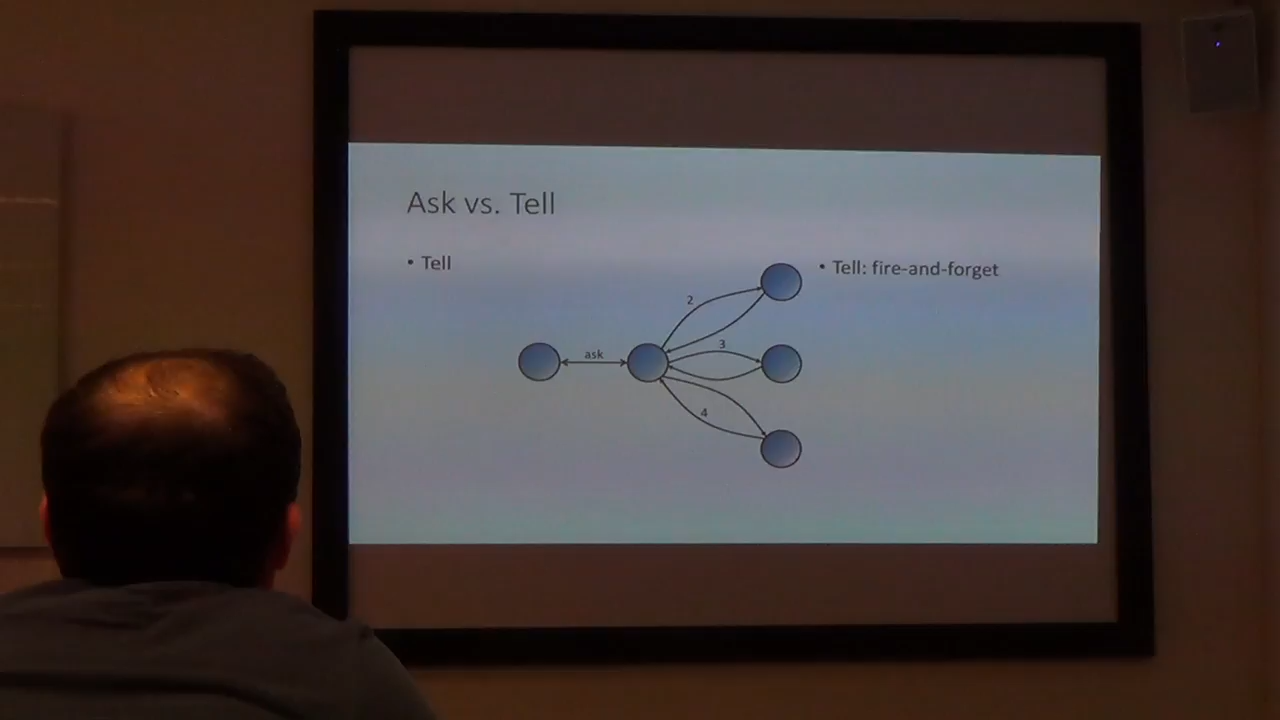 Ask vs. Tell
• Tell
• Tell: fire-and-forget
2
ask
3
4